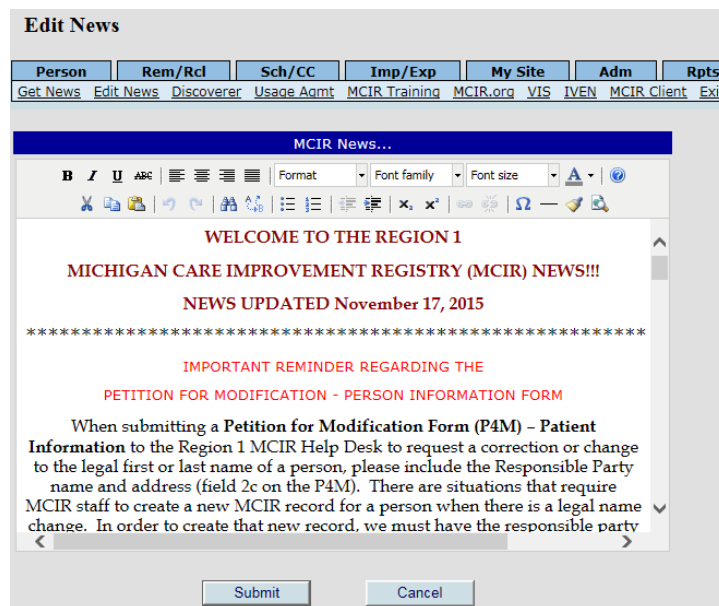 Edit News
Person Rem/Rcl Sch/CC Imp/Exp My Site Adm Rpts
Get News Edit News Discoverer Usage Agmt MCIR Training MCIR.org VIS IVEN MCIR Client Exi
MCIR News...
B I U ABC Format Font family Font size A
x₂ x² Ω
WELCOME TO THE REGION 1
MICHIGAN CARE IMPROVEMENT REGISTRY (MCIR) NEWS!!!
NEWS UPDATED November 17, 2015
********************************************************
IMPORTANT REMINDER REGARDING THE
PETITION FOR MODIFICATION - PERSON INFORMATION FORM
When submitting a Petition for Modification Form (P4M) – Patient
Information to the Region 1 MCIR Help Desk to request a correction or change
to the legal first or last name of a person, please include the Responsible Party
name and address (field 2c on the P4M).  There are situations that require
MCIR staff to create a new MCIR record for a person when there is a legal name
change.  In order to create that new record, we must have the responsible party
Submit Cancel